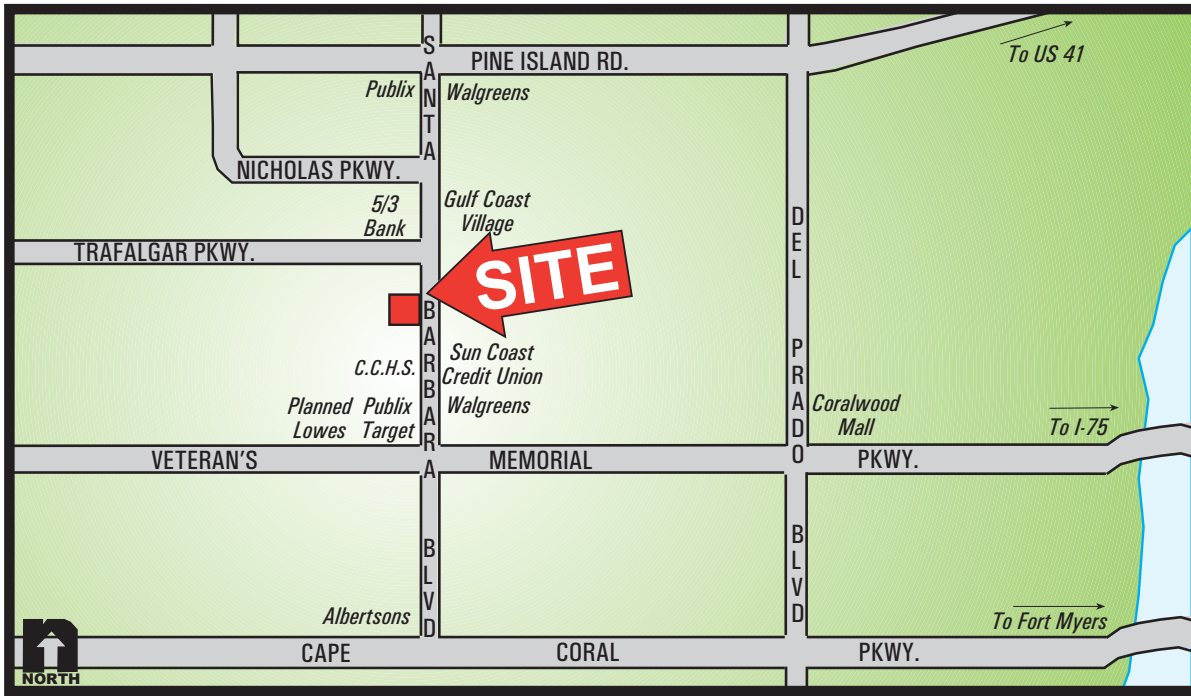 To US 41
PINE ISLAND RD.
Publix
Walgreens
NICHOLAS PKWY.
5/3
Bank
Gulf Coast
Village
TRAFALGAR PKWY.
SITE
SANTA BARBARA BLVD
DEL PRADO BLVD
C.C.H.S.
Sun Coast
Credit Union
Planned Publix
Lowes Target
Walgreens
Coralwood
Mall
To I-75
VETERAN'S MEMORIAL PKWY.
Albertsons
To Fort Myers
CAPE CORAL PKWY.
n
NORTH